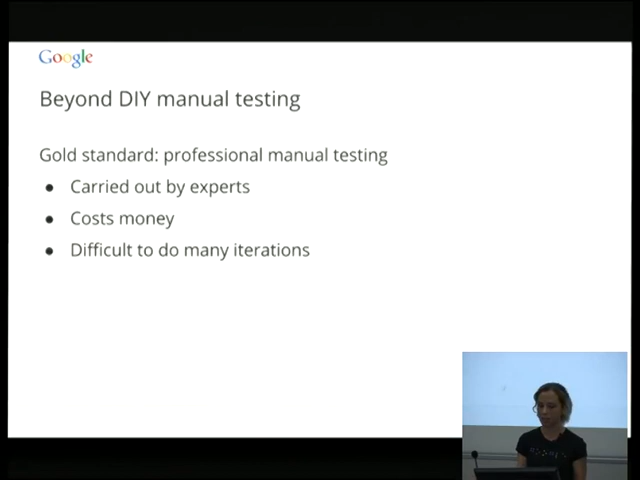 Google
Beyond DIY manual testing
Gold standard: professional manual testing
● Carried out by experts
● Costs money
● Difficult to do many iterations